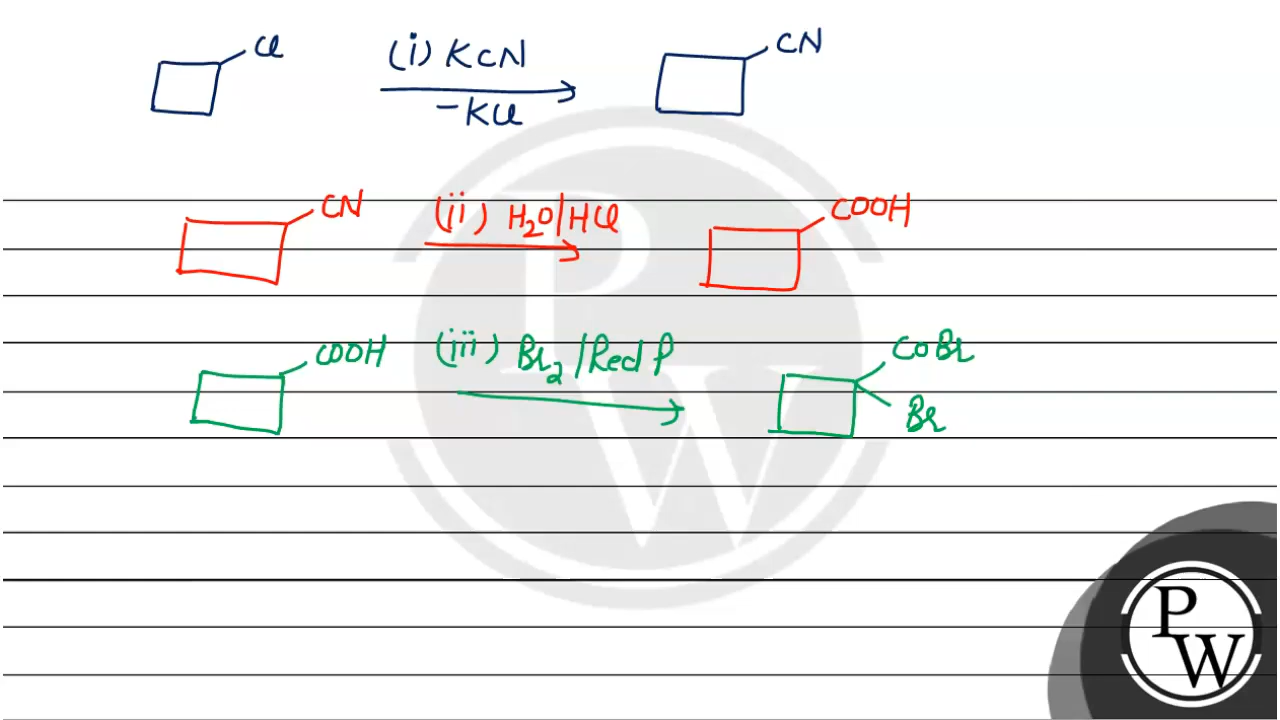 Cl (i) KCN CN
-KCl
CN (ii) H₂O/HCl COOH
COOH (iii) Br₂/Red P COBr
Br
P
W
P
W